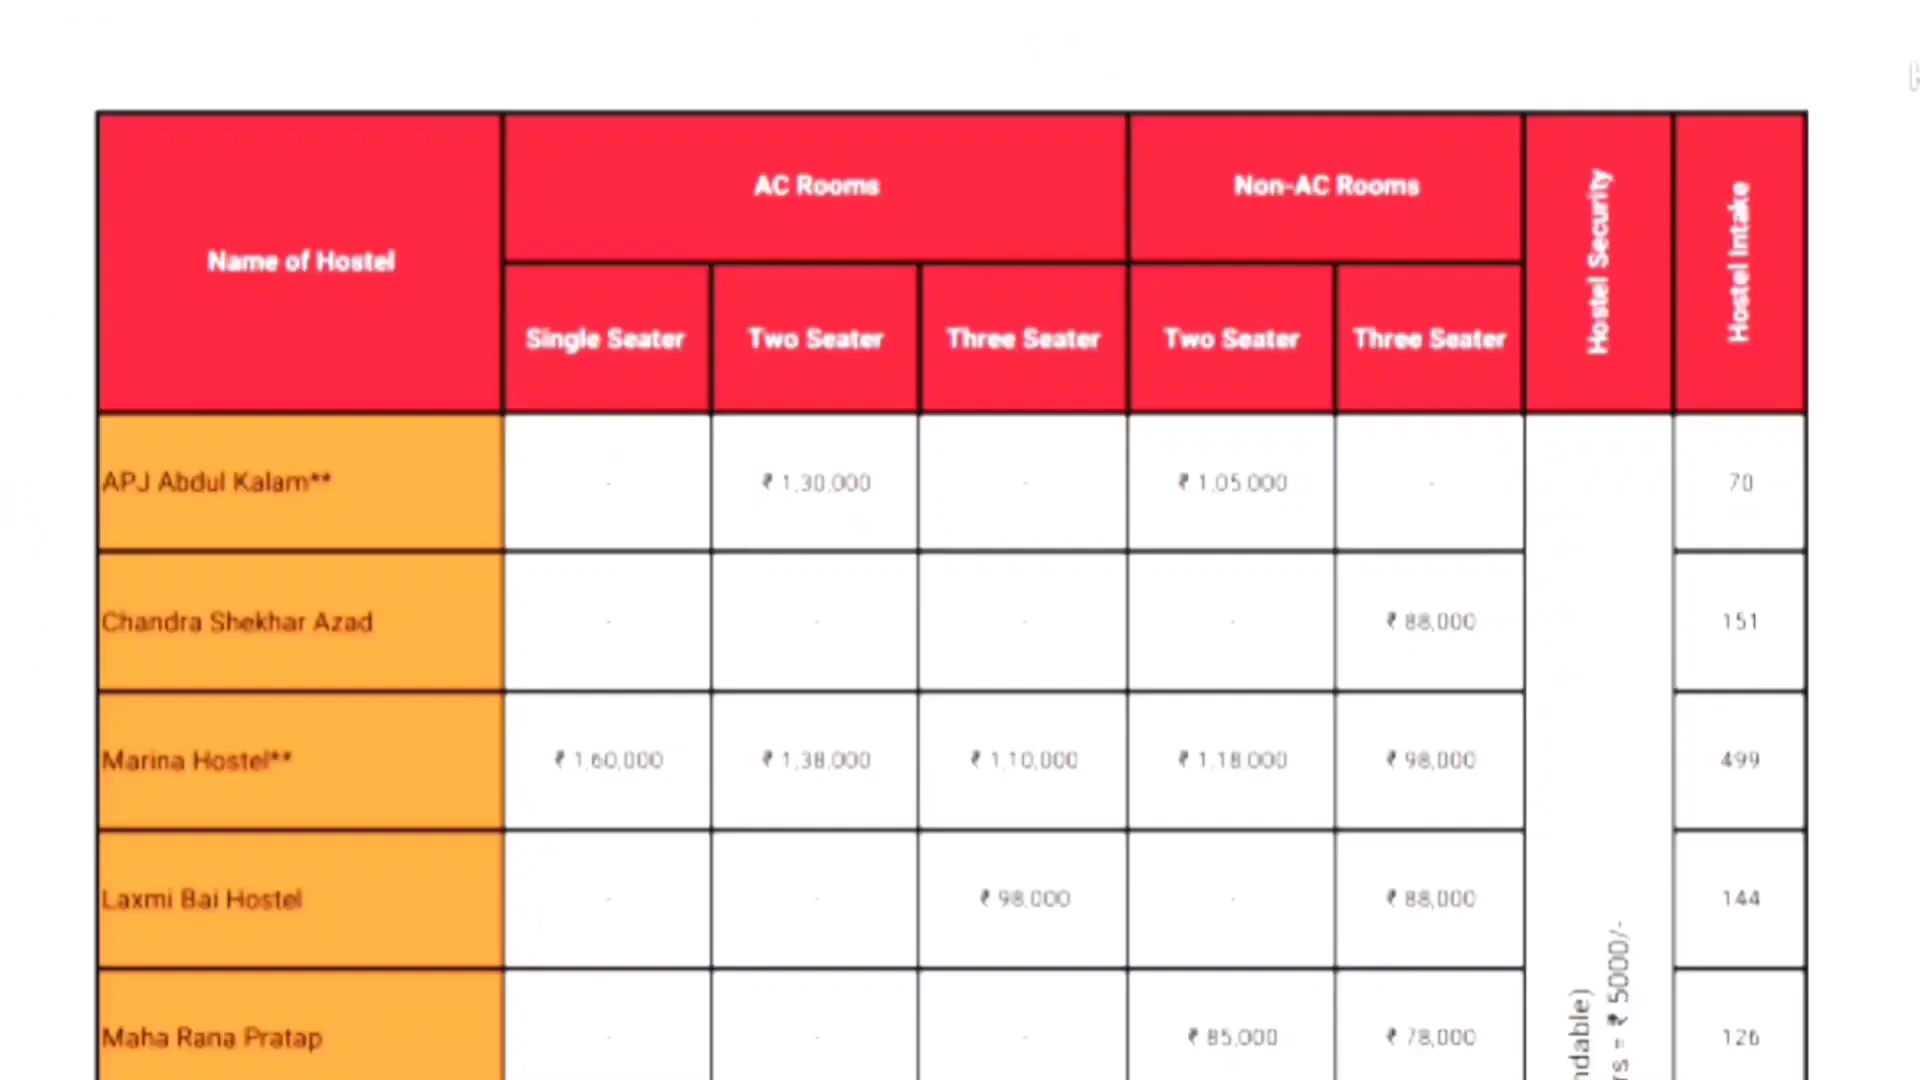 Name of Hostel
AC Rooms
Non-AC Rooms
Hostel Security
Hostel Intake
Single Seater
Two Seater
Three Seater
Two Seater
Three Seater
APJ Abdul Kalam** - ₹ 1,30,000 - ₹ 1,05,000 - 70
Chandra Shekhar Azad - - - - ₹ 88,000 151
Marina Hostel** ₹ 1,60,000 ₹ 1,38,000 ₹ 1,10,000 ₹ 1,18,000 ₹ 98,000 499
Laxmi Bai Hostel - - ₹ 98,000 - ₹ 88,000 144
Maha Rana Pratap - - - ₹ 85,000 ₹ 78,000 126
ndable)
rs = ₹ 5000/-